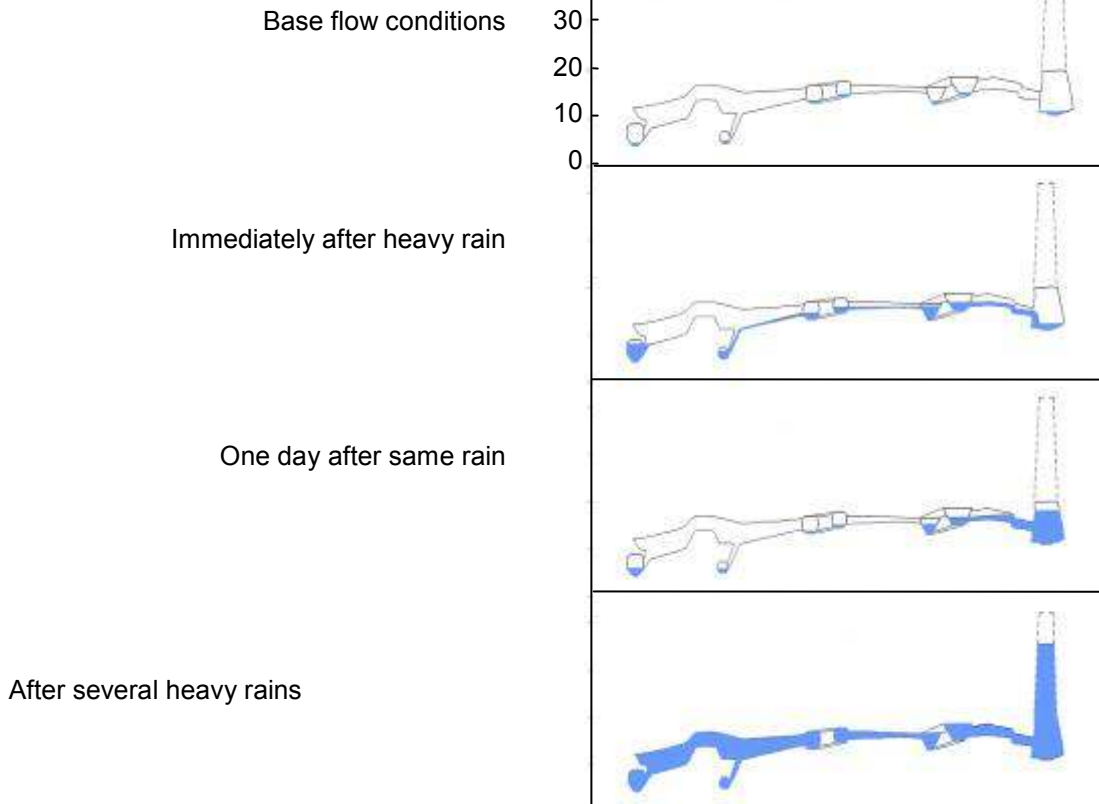 Base flow conditions
30
20
10
0
Immediately after heavy rain
One day after same rain
After several heavy rains